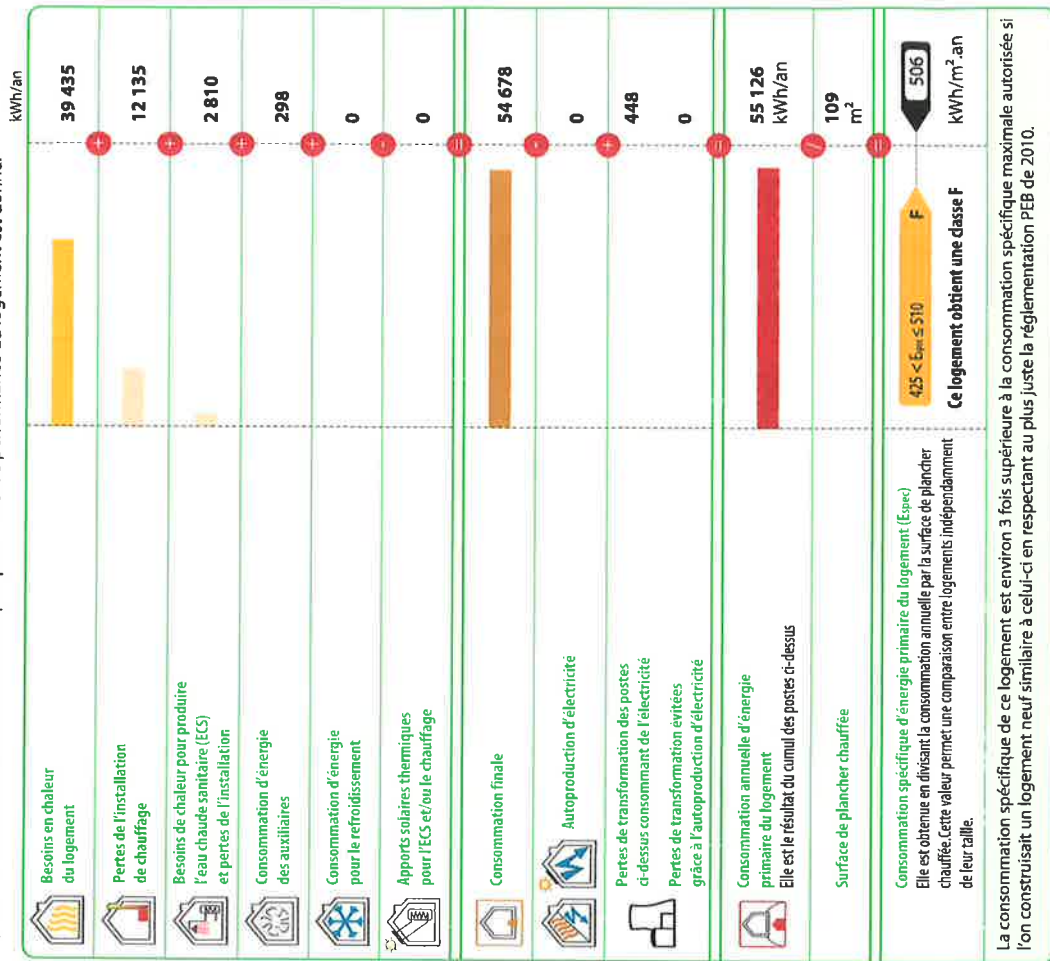 kWh/an
Besoins en chaleur
du logement
39 435
Pertes de l'installation
de chauffage
12 135
Besoins de chaleur pour produire
l'eau chaude sanitaire (ECS)
et pertes de l'installation
2 810
Consommation d'énergie
des auxiliaires
298
Consommation d'énergie
pour le refroidissement
0
Apports solaires thermiques
pour l'ECS et/ou le chauffage
0
Consommation finale
54 678
Autoproduction d'électricité
0
Pertes de transformation des postes
ci-dessus consommant de l'électricité
448
Pertes de transformation évitées
grâce à l'autoproduction d'électricité
0
Consommation annuelle d'énergie
primaire du logement
Elle est le résultat du cumul des postes ci-dessus
55 126
kWh/an
Surface de plancher chauffée
109
m²
Consommation spécifique d'énergie primaire du logement (Espec)
Elle est obtenue en divisant la consommation annuelle par la surface de plancher
chauffée.Cette valeur permet une comparaison entre logements indépendamment
de leur taille.
425 < Espec ≤ 510 F
506
Ce logement obtient une classe F
kWh/m².an
La consommation spécifique de ce logement est environ 3 fois supérieure à la consommation spécifique maximale autorisée si
l'on construisait un logement neuf similaire à celui-ci en respectant au plus juste la réglementation PEB de 2010.